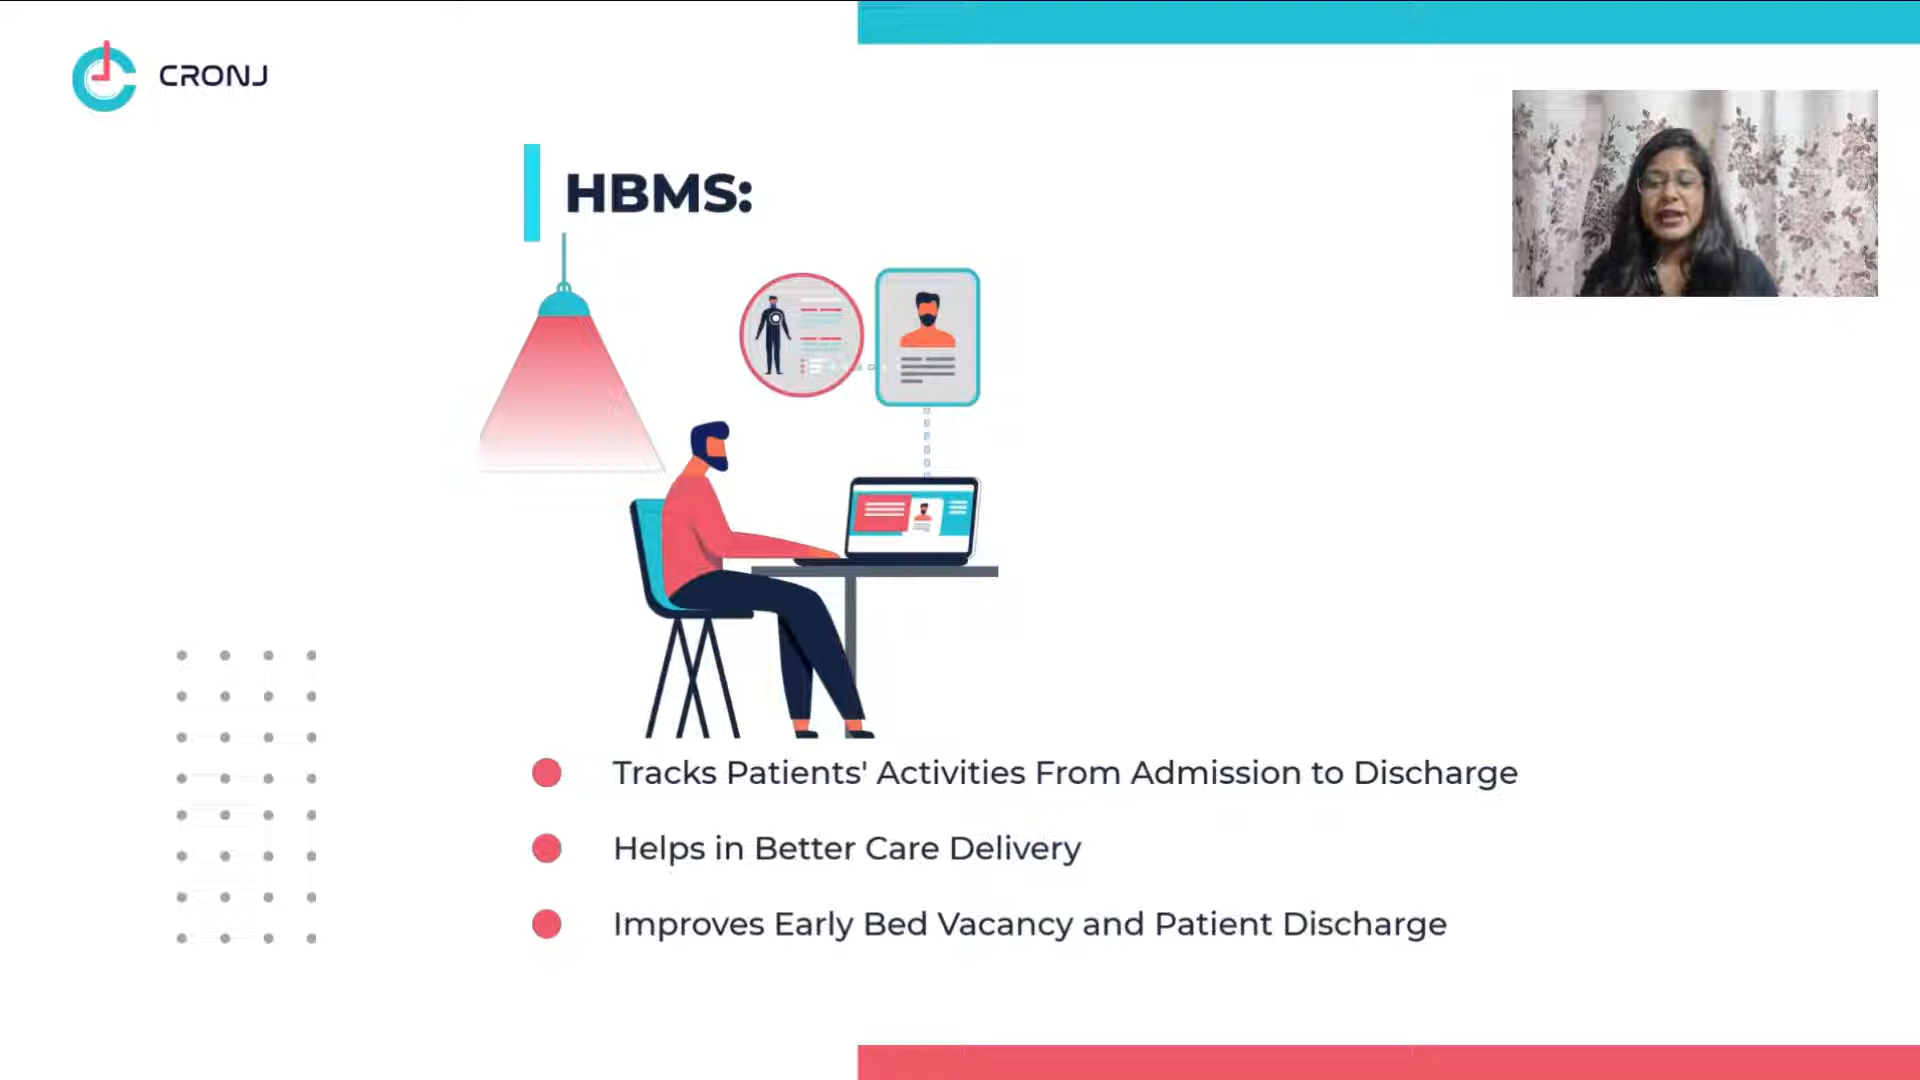 CRONJ
HBMS:
Tracks Patients' Activities From Admission to Discharge
Helps in Better Care Delivery
Improves Early Bed Vacancy and Patient Discharge